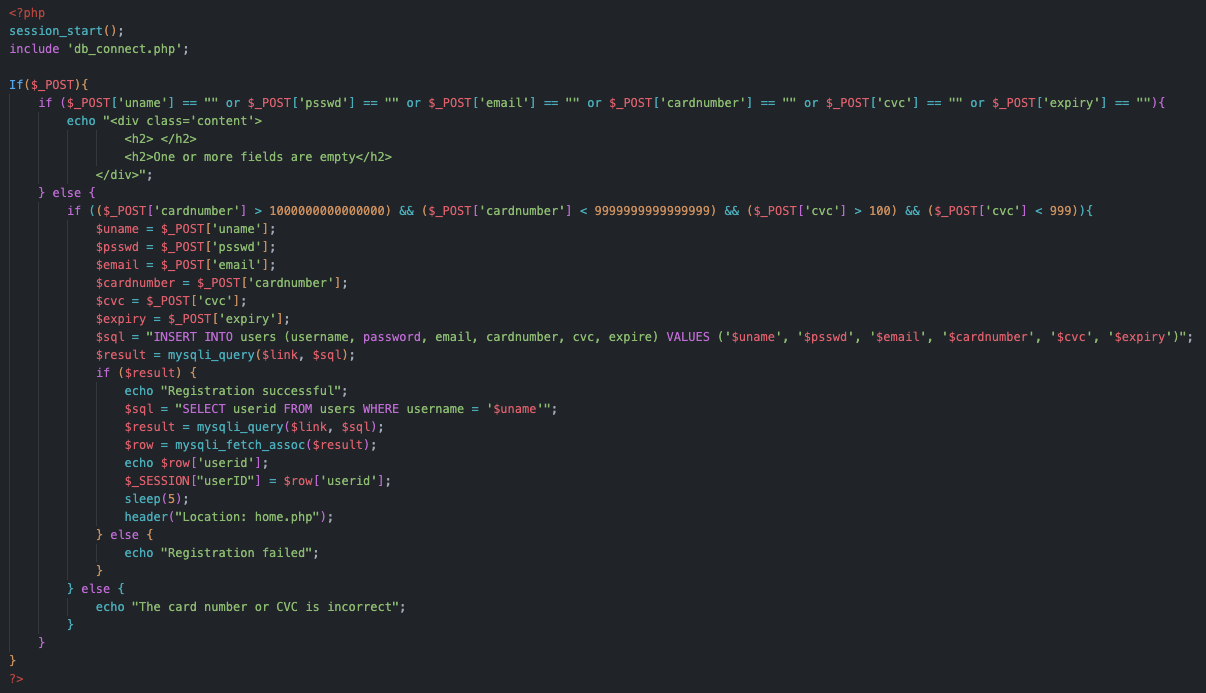 <?php
session_start();
include 'db_connect.php';

If($_POST){
    if ($_POST['uname'] == "" or $_POST['psswd'] == "" or $_POST['email'] == "" or $_POST['cardnumber'] == "" or $_POST['cvc'] == "" or $_POST['expiry'] == ""){
        echo "<div class='content'>
                <h2> </h2>
                <h2>One or more fields are empty</h2>
            </div>";
    } else {
        if (($_POST['cardnumber'] > 1000000000000000) && ($_POST['cardnumber'] < 9999999999999999) && ($_POST['cvc'] > 100) && ($_POST['cvc'] < 999)){
            $uname = $_POST['uname'];
            $psswd = $_POST['psswd'];
            $email = $_POST['email'];
            $cardnumber = $_POST['cardnumber'];
            $cvc = $_POST['cvc'];
            $expiry = $_POST['expiry'];
            $sql = "INSERT INTO users (username, password, email, cardnumber, cvc, expire) VALUES ('$uname', '$psswd', '$email', '$cardnumber', '$cvc', '$expiry')";
            $result = mysqli_query($link, $sql);
            if ($result) {
                echo "Registration successful";
                $sql = "SELECT userid FROM users WHERE username = '$uname'";
                $result = mysqli_query($link, $sql);
                $row = mysqli_fetch_assoc($result);
                echo $row['userid'];
                $_SESSION["userID"] = $row['userid'];
                sleep(5);
                header("Location: home.php");
            } else {
                echo "Registration failed";
            }
        } else {
            echo "The card number or CVC is incorrect";
        }
    }
}
?>